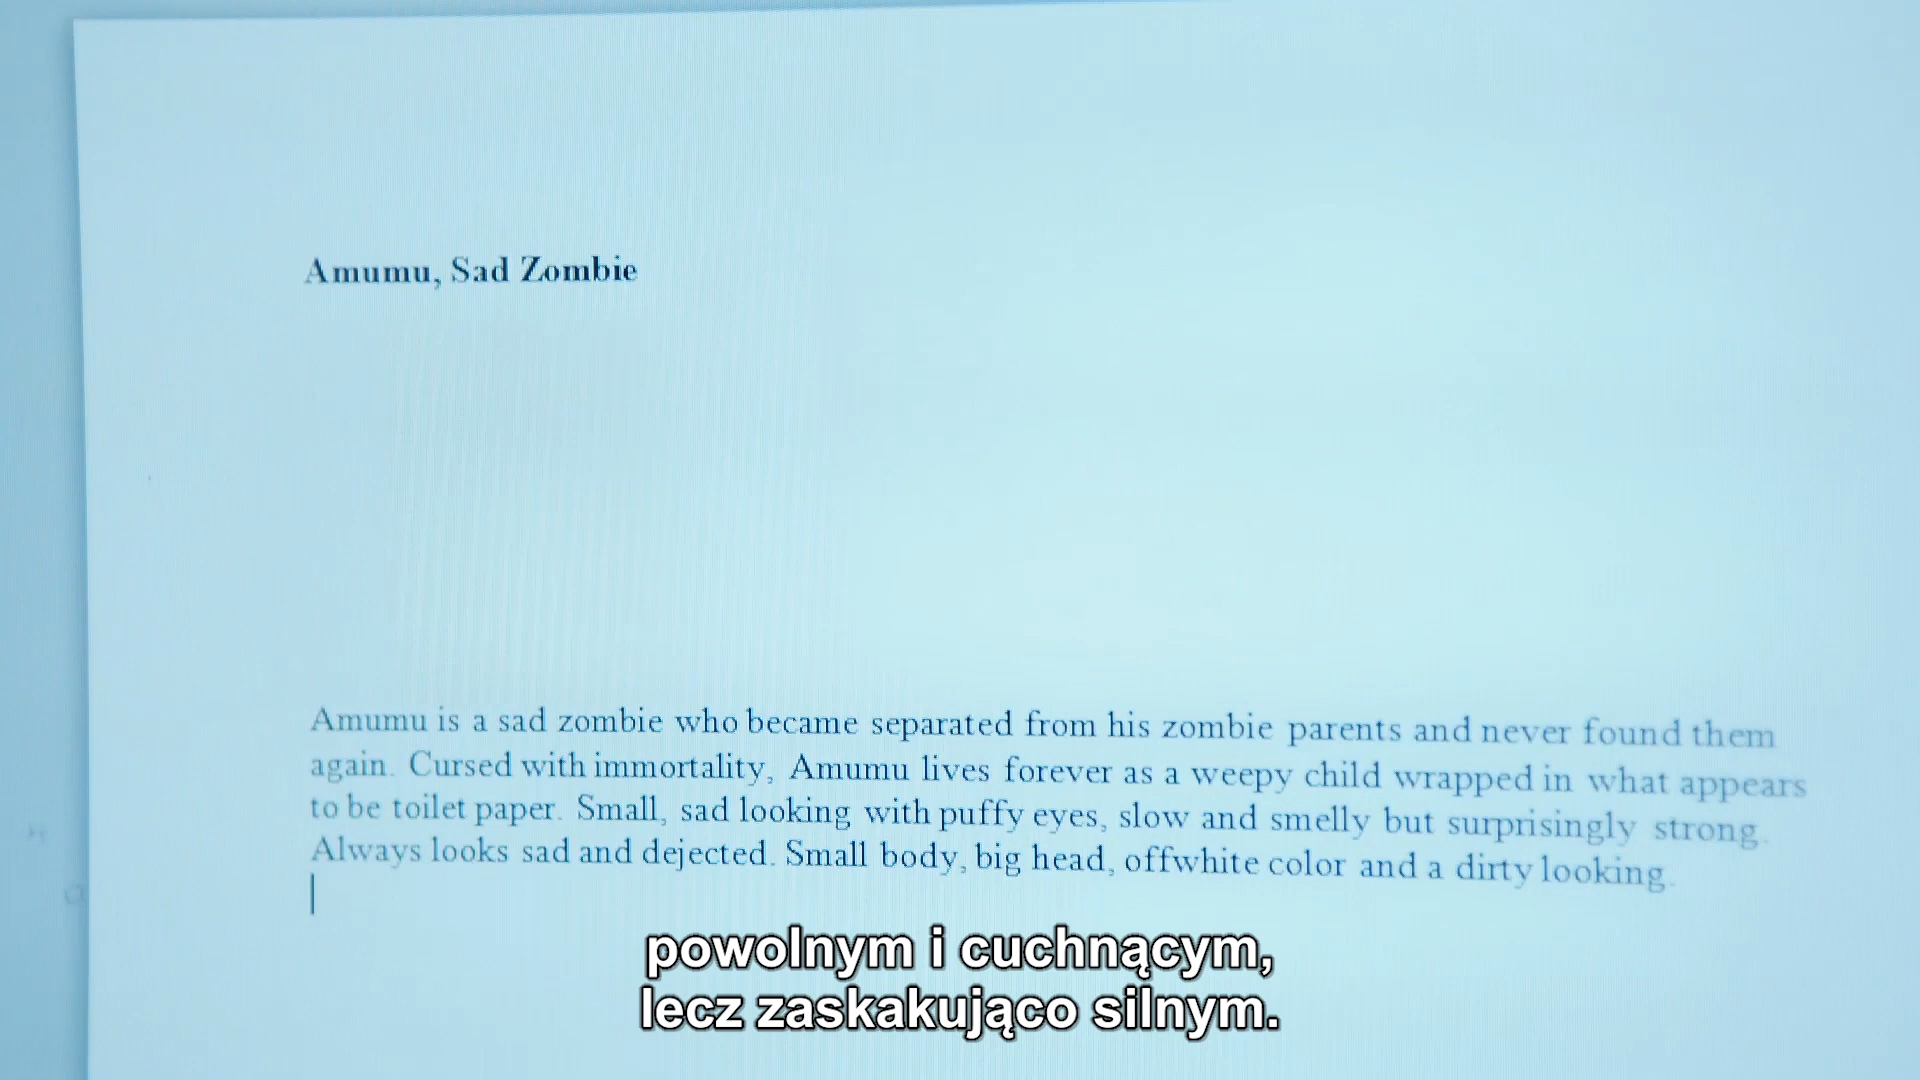 Amumu, Sad Zombie
Amumu is a sad zombie who became separated from his zombie parents and never found them
again. Cursed with immortality, Amumu lives forever as a weepy child wrapped in what appears
to be toilet paper. Small, sad looking with puffy eyes, slow and smelly but surprisingly strong.
Always looks sad and dejected. Small body, big head, offwhite color and a dirty looking.
powolnym i cuchnącym,
lecz zaskakująco silnym.